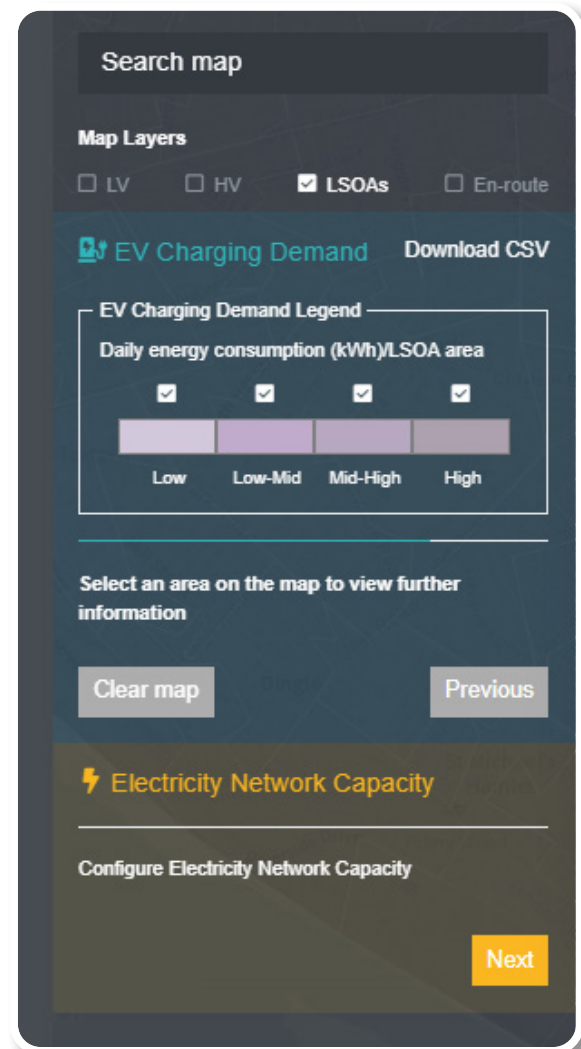 Search map
Map Layers
LV HV LSOAs En-route
EV Charging Demand Download CSV
EV Charging Demand Legend
Daily energy consumption (kWh)/LSOA area
Low Low-Mid Mid-High High
Select an area on the map to view further
information
Clear map Previous
Electricity Network Capacity
Configure Electricity Network Capacity
Next